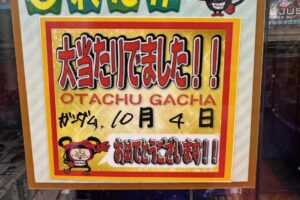 大当たりでました！！
OTACHU GACHA
ガンダム 10月 4日
おめでとうございます！！